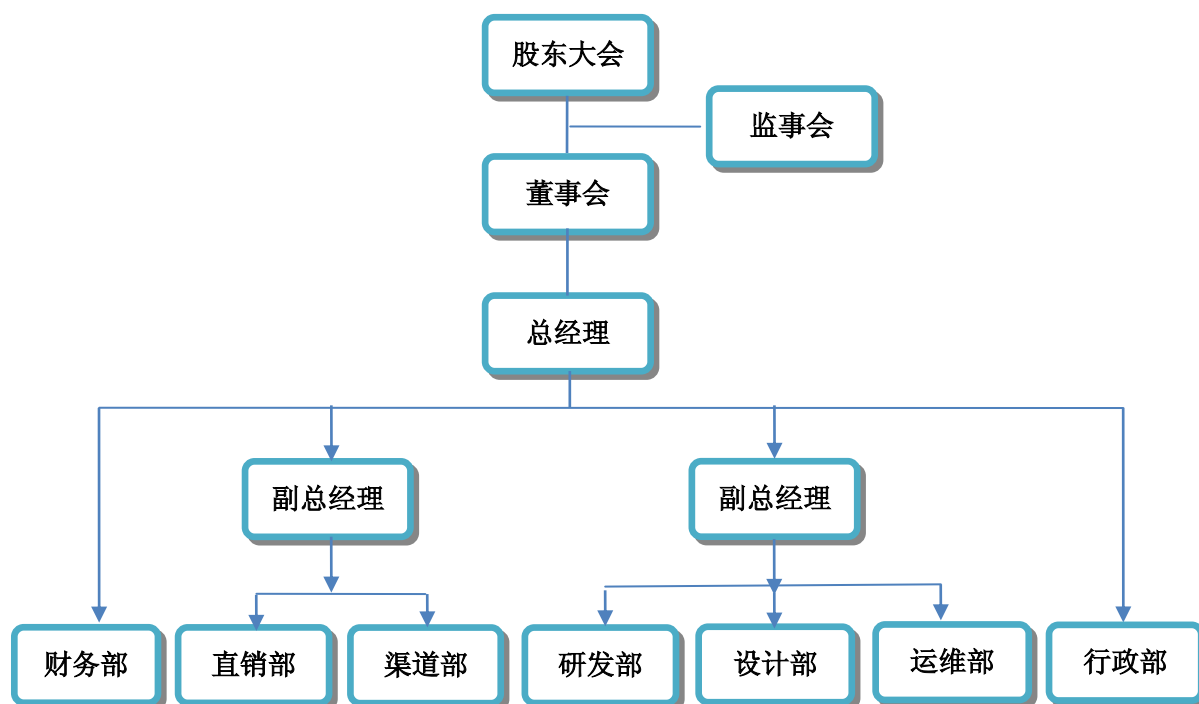 股东大会
监事会
董事会
总经理
副总经理
副总经理
财务部
直销部
渠道部
研发部
设计部
运维部
行政部